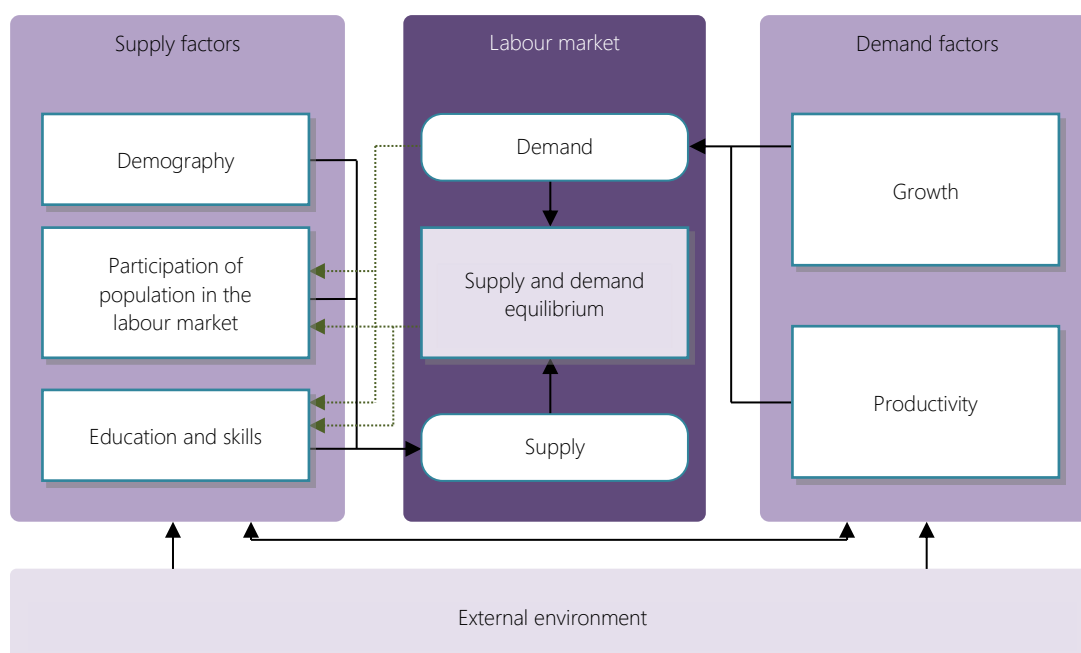 Supply factors
Demography
Participation of
population in the
labour market
Education and skills
Labour market
Demand
Supply and demand
equilibrium
Supply
Demand factors
Growth
Productivity
External environment